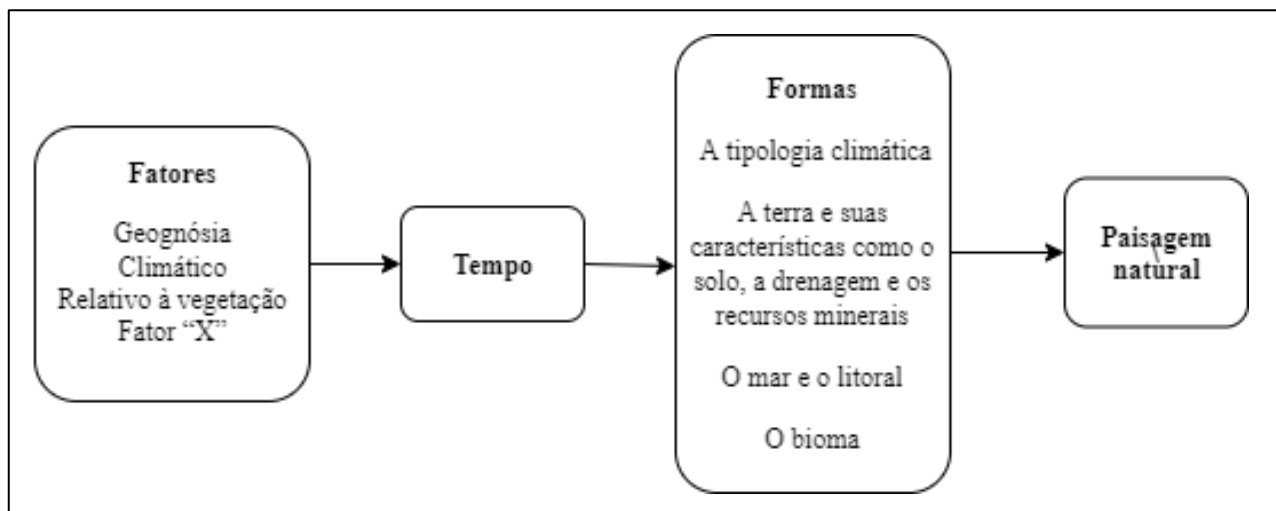 Fatores
Geognósia
Climático
Relativo à vegetação
Fator “X”
Tempo
Formas
A tipologia climática
A terra e suas
características como o
solo, a drenagem e os
recursos minerais
O mar e o litoral
O bioma
Paisagem
\
natural